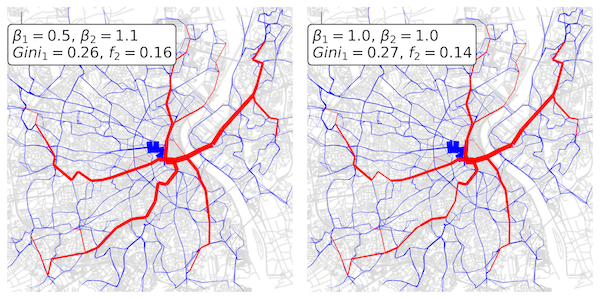 β₁ = 0.5, β₂ = 1.1
Gini₁ = 0.26, f₂ = 0.16
β₁ = 1.0, β₂ = 1.0
Gini₁ = 0.27, f₂ = 0.14